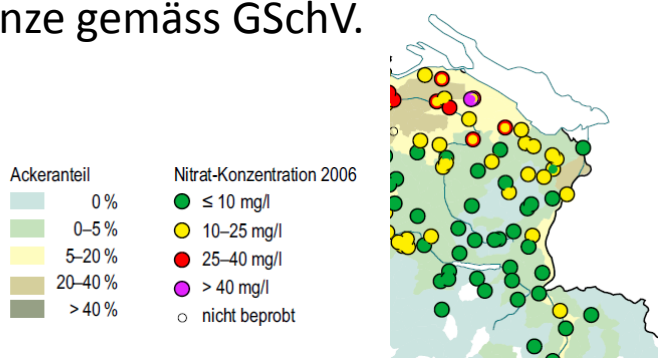 nze gemäss GSchV.
Ackeranteil
0 %
0–5 %
5–20 %
20–40 %
> 40 %
Nitrat-Konzentration 2006
≤ 10 mg/l
10–25 mg/l
25–40 mg/l
> 40 mg/l
nicht beprobt